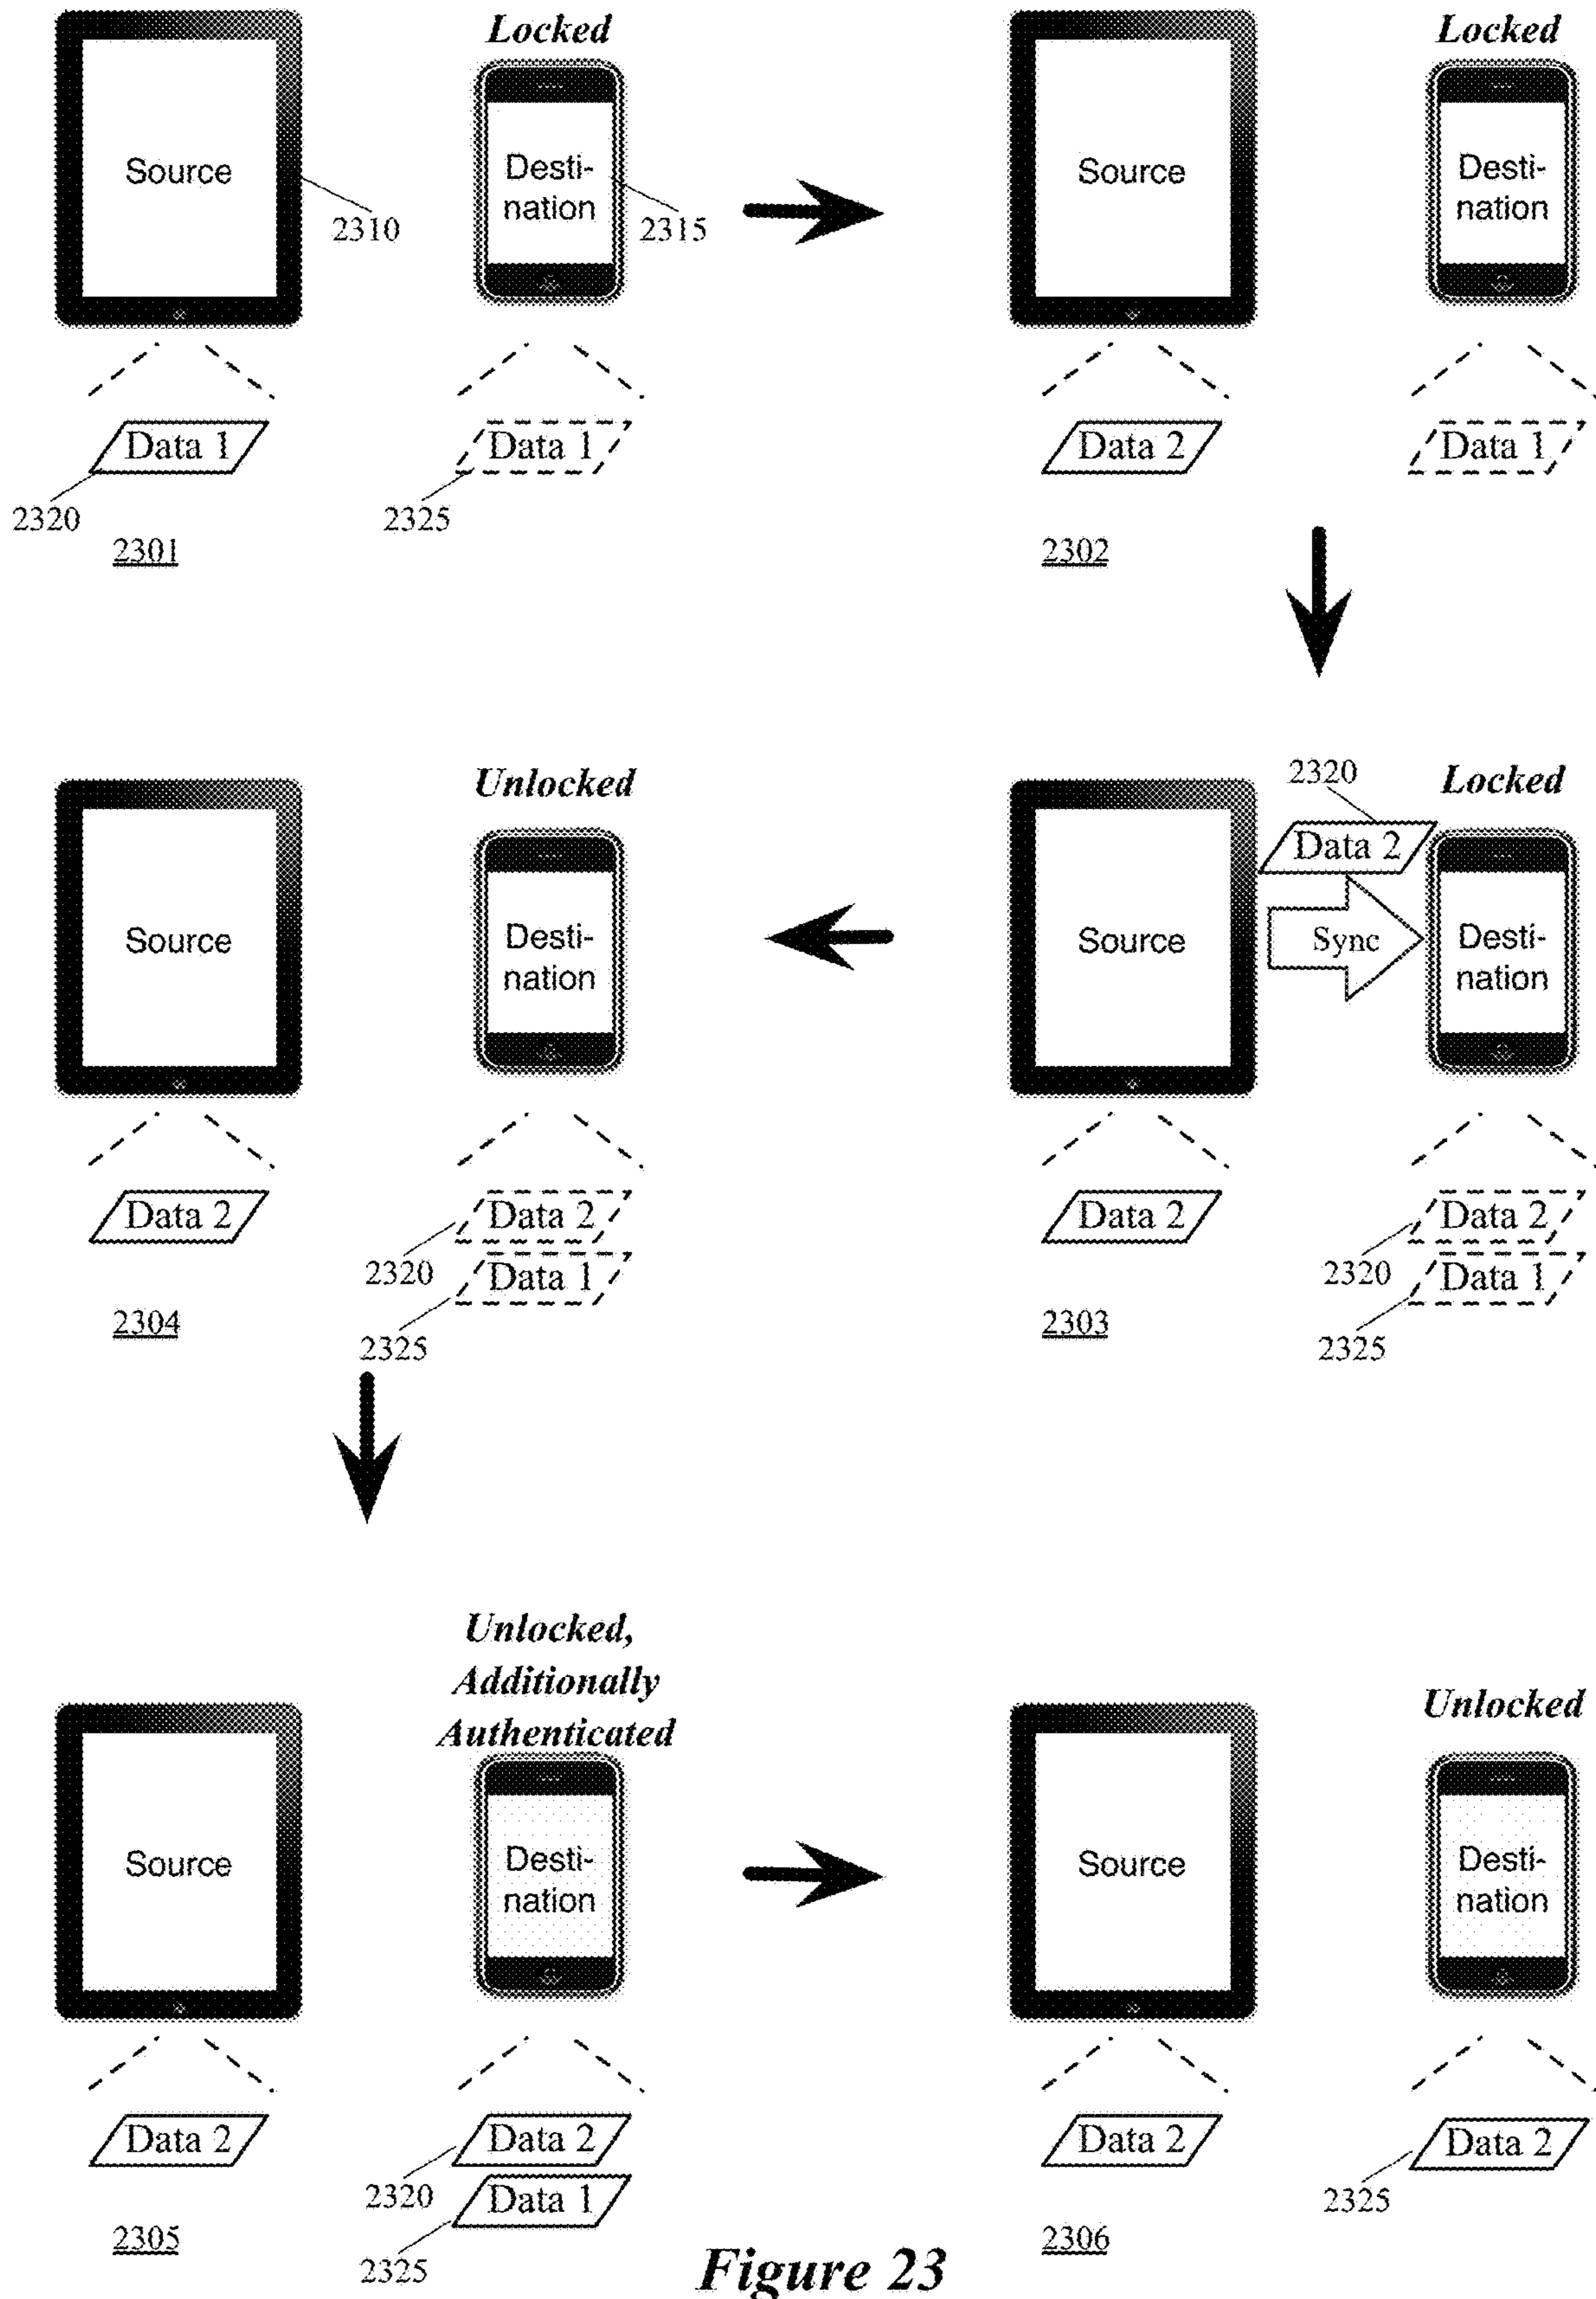 Locked
Source
Desti-
nation
2310
2315
Data 1
Data 1
2320
2325
2301
Locked
Source
Desti-
nation
Data 2
Data 1
2302
2320
Locked
Data 2
Source
Sync
Desti-
nation
Data 2
Data 2
2320
Data 1
2303
2325
Unlocked
Source
Desti-
nation
Data 2
Data 2
2320
Data 1
2304
2325
Unlocked,
Additionally
Authenticated
Source
Desti-
nation
Data 2
Data 2
2320
Data 1
2305
2325
Unlocked
Source
Desti-
nation
Data 2
Data 2
2325
2306
Figure 23